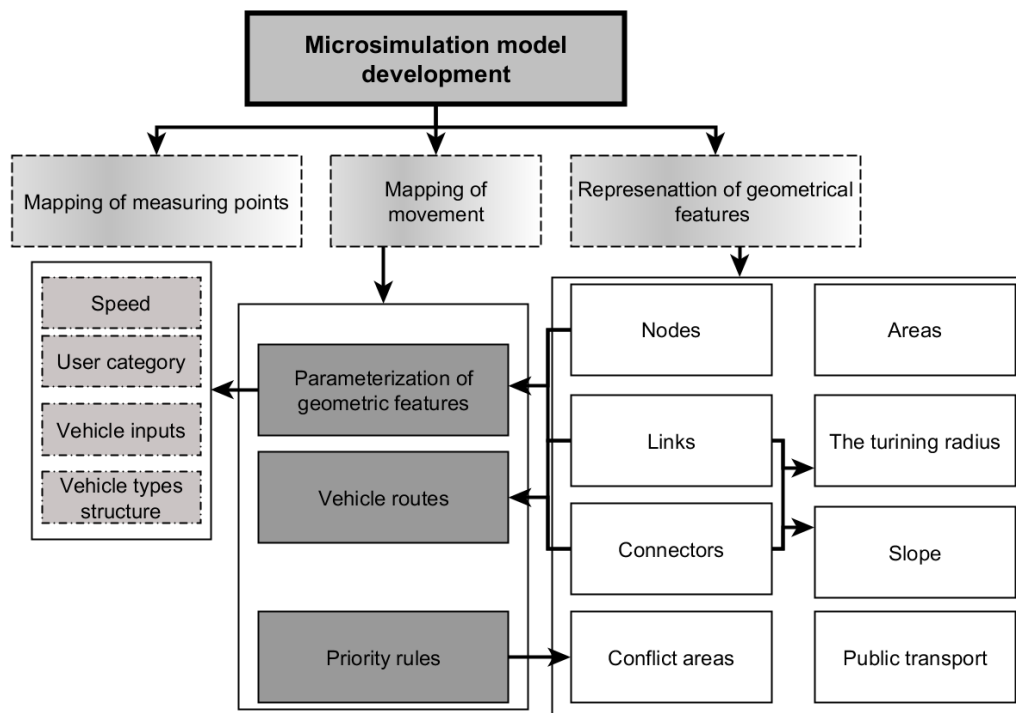 Microsimulation model
development
Mapping of measuring points
Mapping of
movement
Represenattion of geometrical
features
Speed
User category
Vehicle inputs
Vehicle types
structure
Parameterization of
geometric features
Vehicle routes
Priority rules
Nodes
Areas
Links
The turining radius
Connectors
Slope
Conflict areas
Public transport